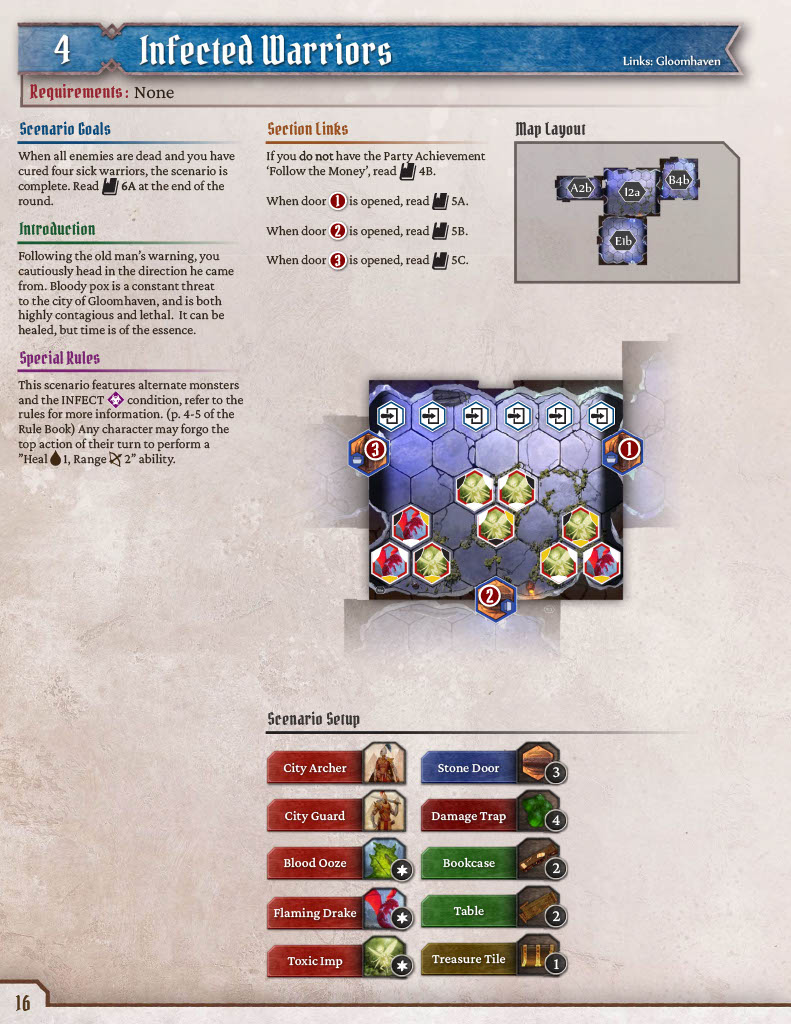 4 Infected Warriors
Links: Gloomhaven
Requirements: None
Scenario Goals
When all enemies are dead and you have
cured four sick warriors, the scenario is
complete. Read 6A at the end of the
round.
Introduction
Following the old man's warning, you
cautiously head in the direction he came
from. Bloody pox is a constant threat
to the city of Gloomhaven, and is both
highly contagious and lethal. It can be
healed, but time is of the essence.
Special Rules
This scenario features alternate monsters
and the INFECT condition, refer to the
rules for more information. (p. 4-5 of the
Rule Book) Any character may forgo the
top action of their turn to perform a
"Heal 1, Range 2" ability.
Section Links
If you do not have the Party Achievement
'Follow the Money', read 4B.
When door 1 is opened, read 5A.
When door 2 is opened, read 5B.
When door 3 is opened, read 5C.
Map Layout
A2b
I2a
B4b
E1b
3
1
2
Scenario Setup
City Archer
Stone Door 3
City Guard
Damage Trap 4
Blood Ooze
Bookcase 2
Flaming Drake
Table 2
Toxic Imp
Treasure Tile 1
16